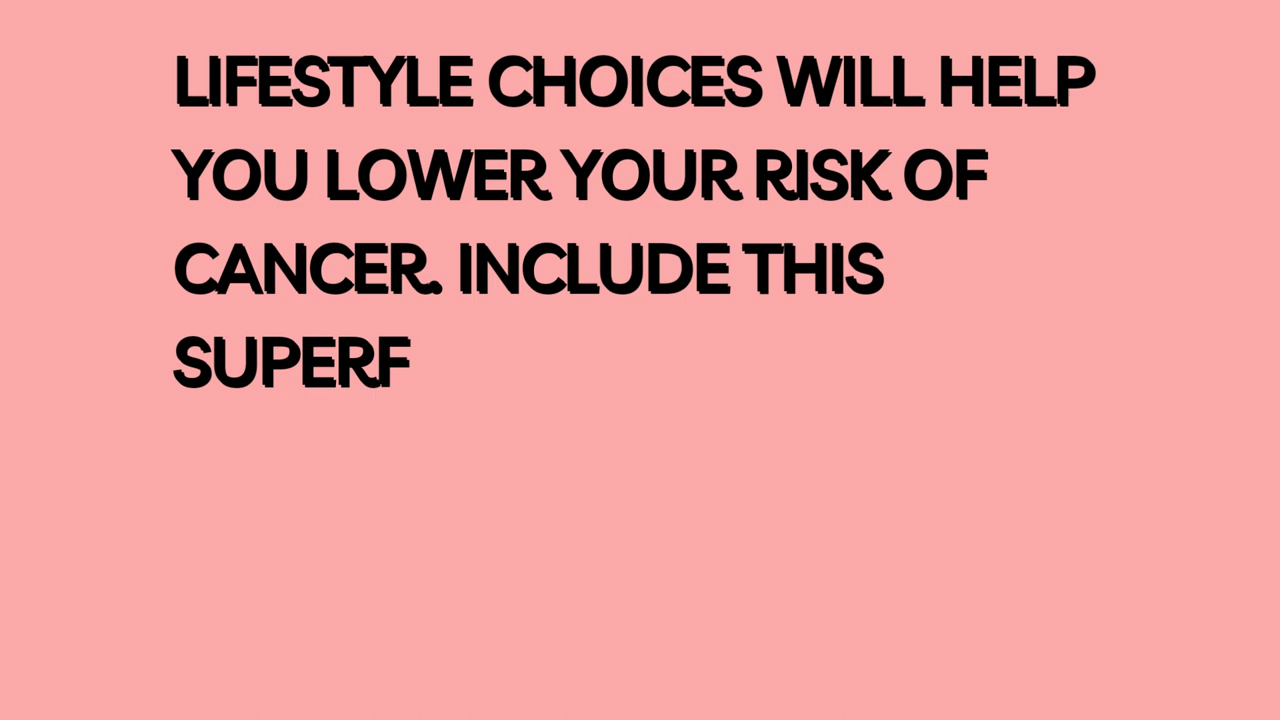 LIFESTYLE CHOICES WILL HELP
YOU LOWER YOUR RISK OF
CANCER. INCLUDE THIS
SUPERF